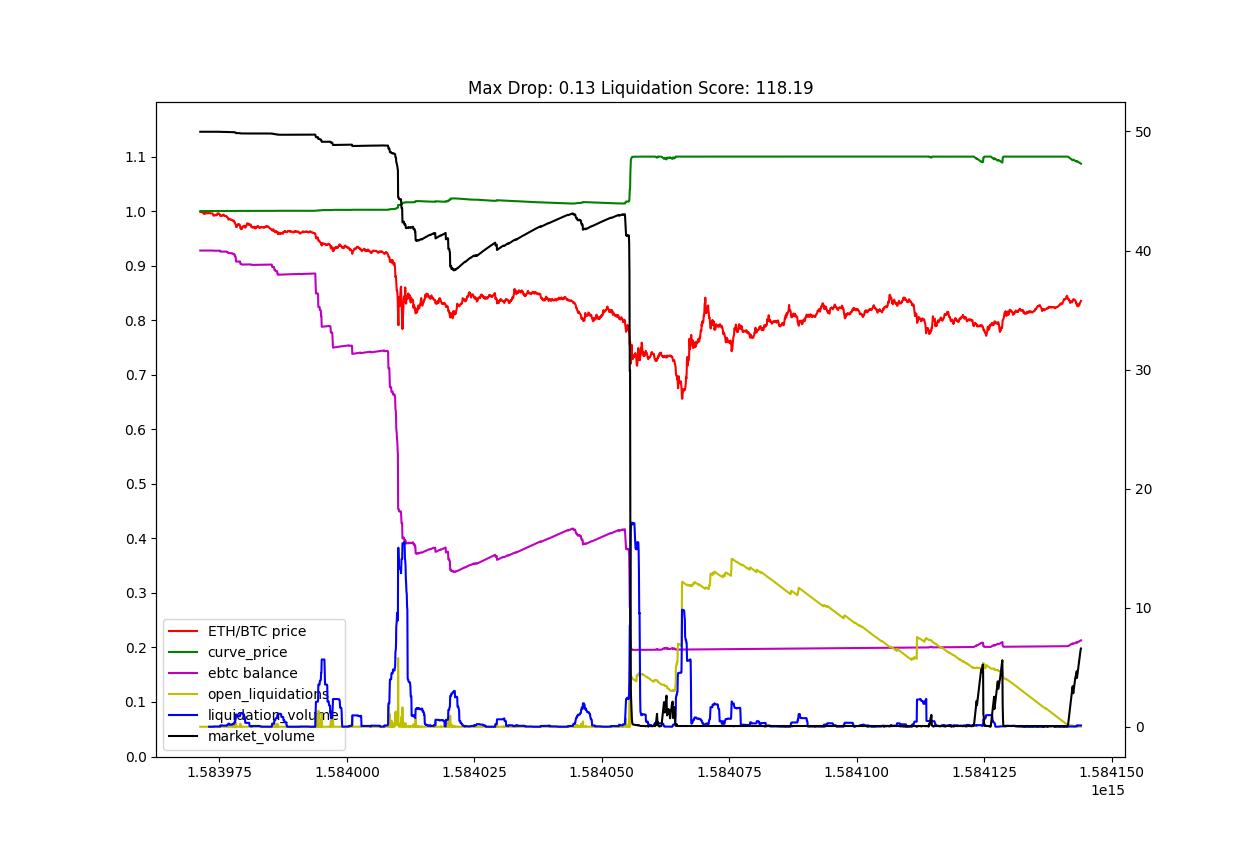 Max Drop: 0.13 Liquidation Score: 118.19
1.1
1.0
0.9
0.8
0.7
0.6
0.5
0.4
0.3
0.2
0.1
0.0
50
40
30
20
10
0
ETH/BTC price
curve_price
ebtc balance
open_liquidations
liquidation_volume
market_volume
1.583975 1.584000 1.584025 1.584050 1.584075 1.584100 1.584125 1.584150
1e15